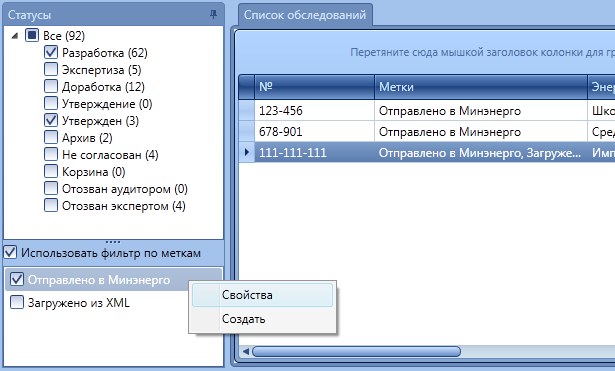 Статусы
Все (92)
Разработка (62)
Экспертиза (5)
Доработка (12)
Утверждение (0)
Утвержден (3)
Архив (2)
Не согласован (4)
Корзина (0)
Отозван аудитором (0)
Отозван экспертом (4)
Использовать фильтр по меткам
Отправлено в Минэнерго
Загружено из XML
Свойства
Создать
Список обследований
Перетяните сюда мышкой заголовок колонки для гр
№ Метки Энер
123-456 Отправлено в Минэнерго Шко
678-901 Отправлено в Минэнерго Сред
111-111-111 Отправлено в Минэнерго, Загруже... Имп